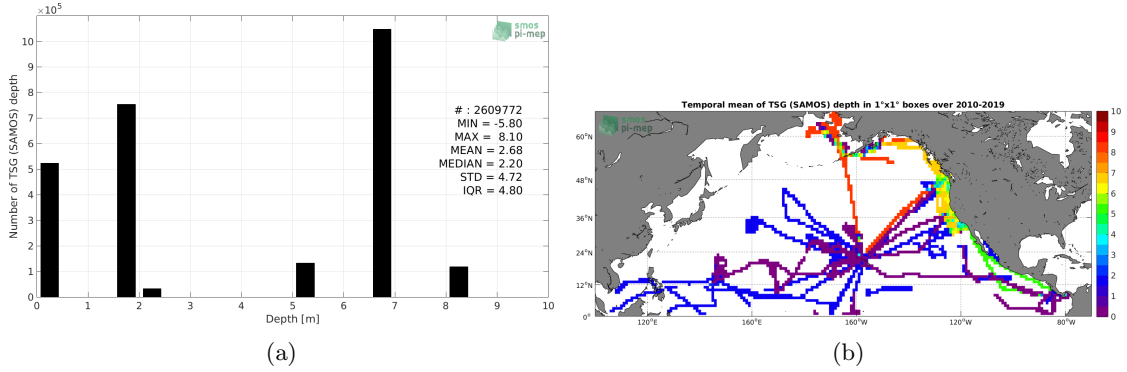 ×10⁵
smos
pi-mep
10
9
8
7
6
5
4
3
2
1
0
Number of TSG (SAMOS) depth
# : 2609772
MIN = -5.80
MAX = 8.10
MEAN = 2.68
MEDIAN = 2.20
STD = 4.72
IQR = 4.80
0 1 2 3 4 5 6 7 8 9 10
Depth [m]
(a)
Temporal mean of TSG (SAMOS) depth in 1°x1° boxes over 2010-2019
smos
pi-mep
60°N
48°N
36°N
24°N
12°N
0°
120°E 160°E 160°W 120°W 80°W
10
9
8
7
6
5
4
3
2
1
0
(b)